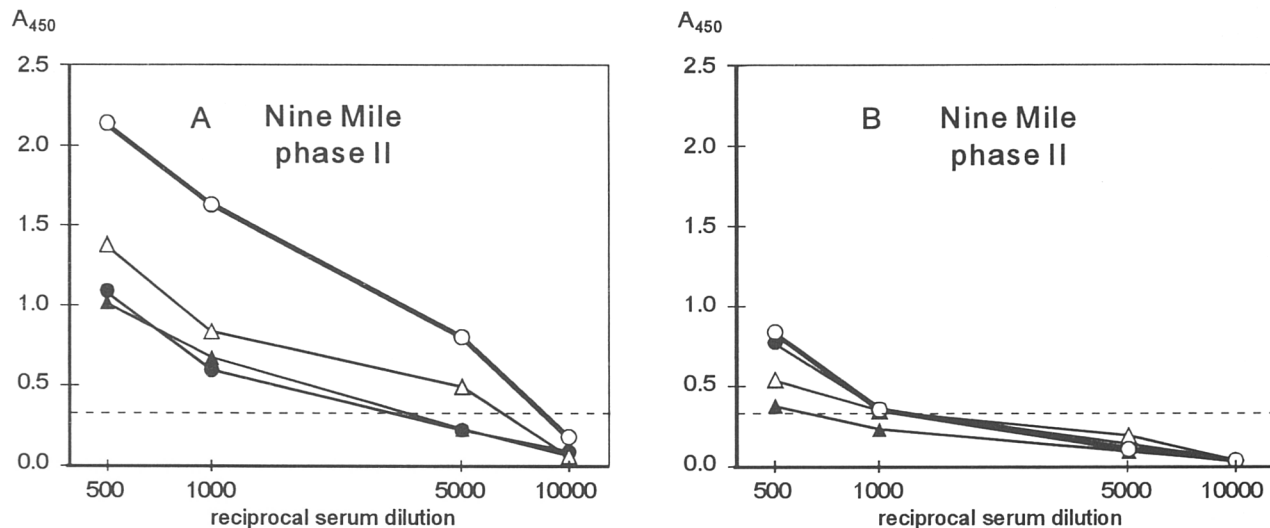 A450
2.5
2.0
1.5
1.0
0.5
0.0
A Nine Mile
phase II
500 1000 5000 10000
reciprocal serum dilution
A450
2.5
2.0
1.5
1.0
0.5
0.0
B Nine Mile
phase II
500 1000 5000 10000
reciprocal serum dilution